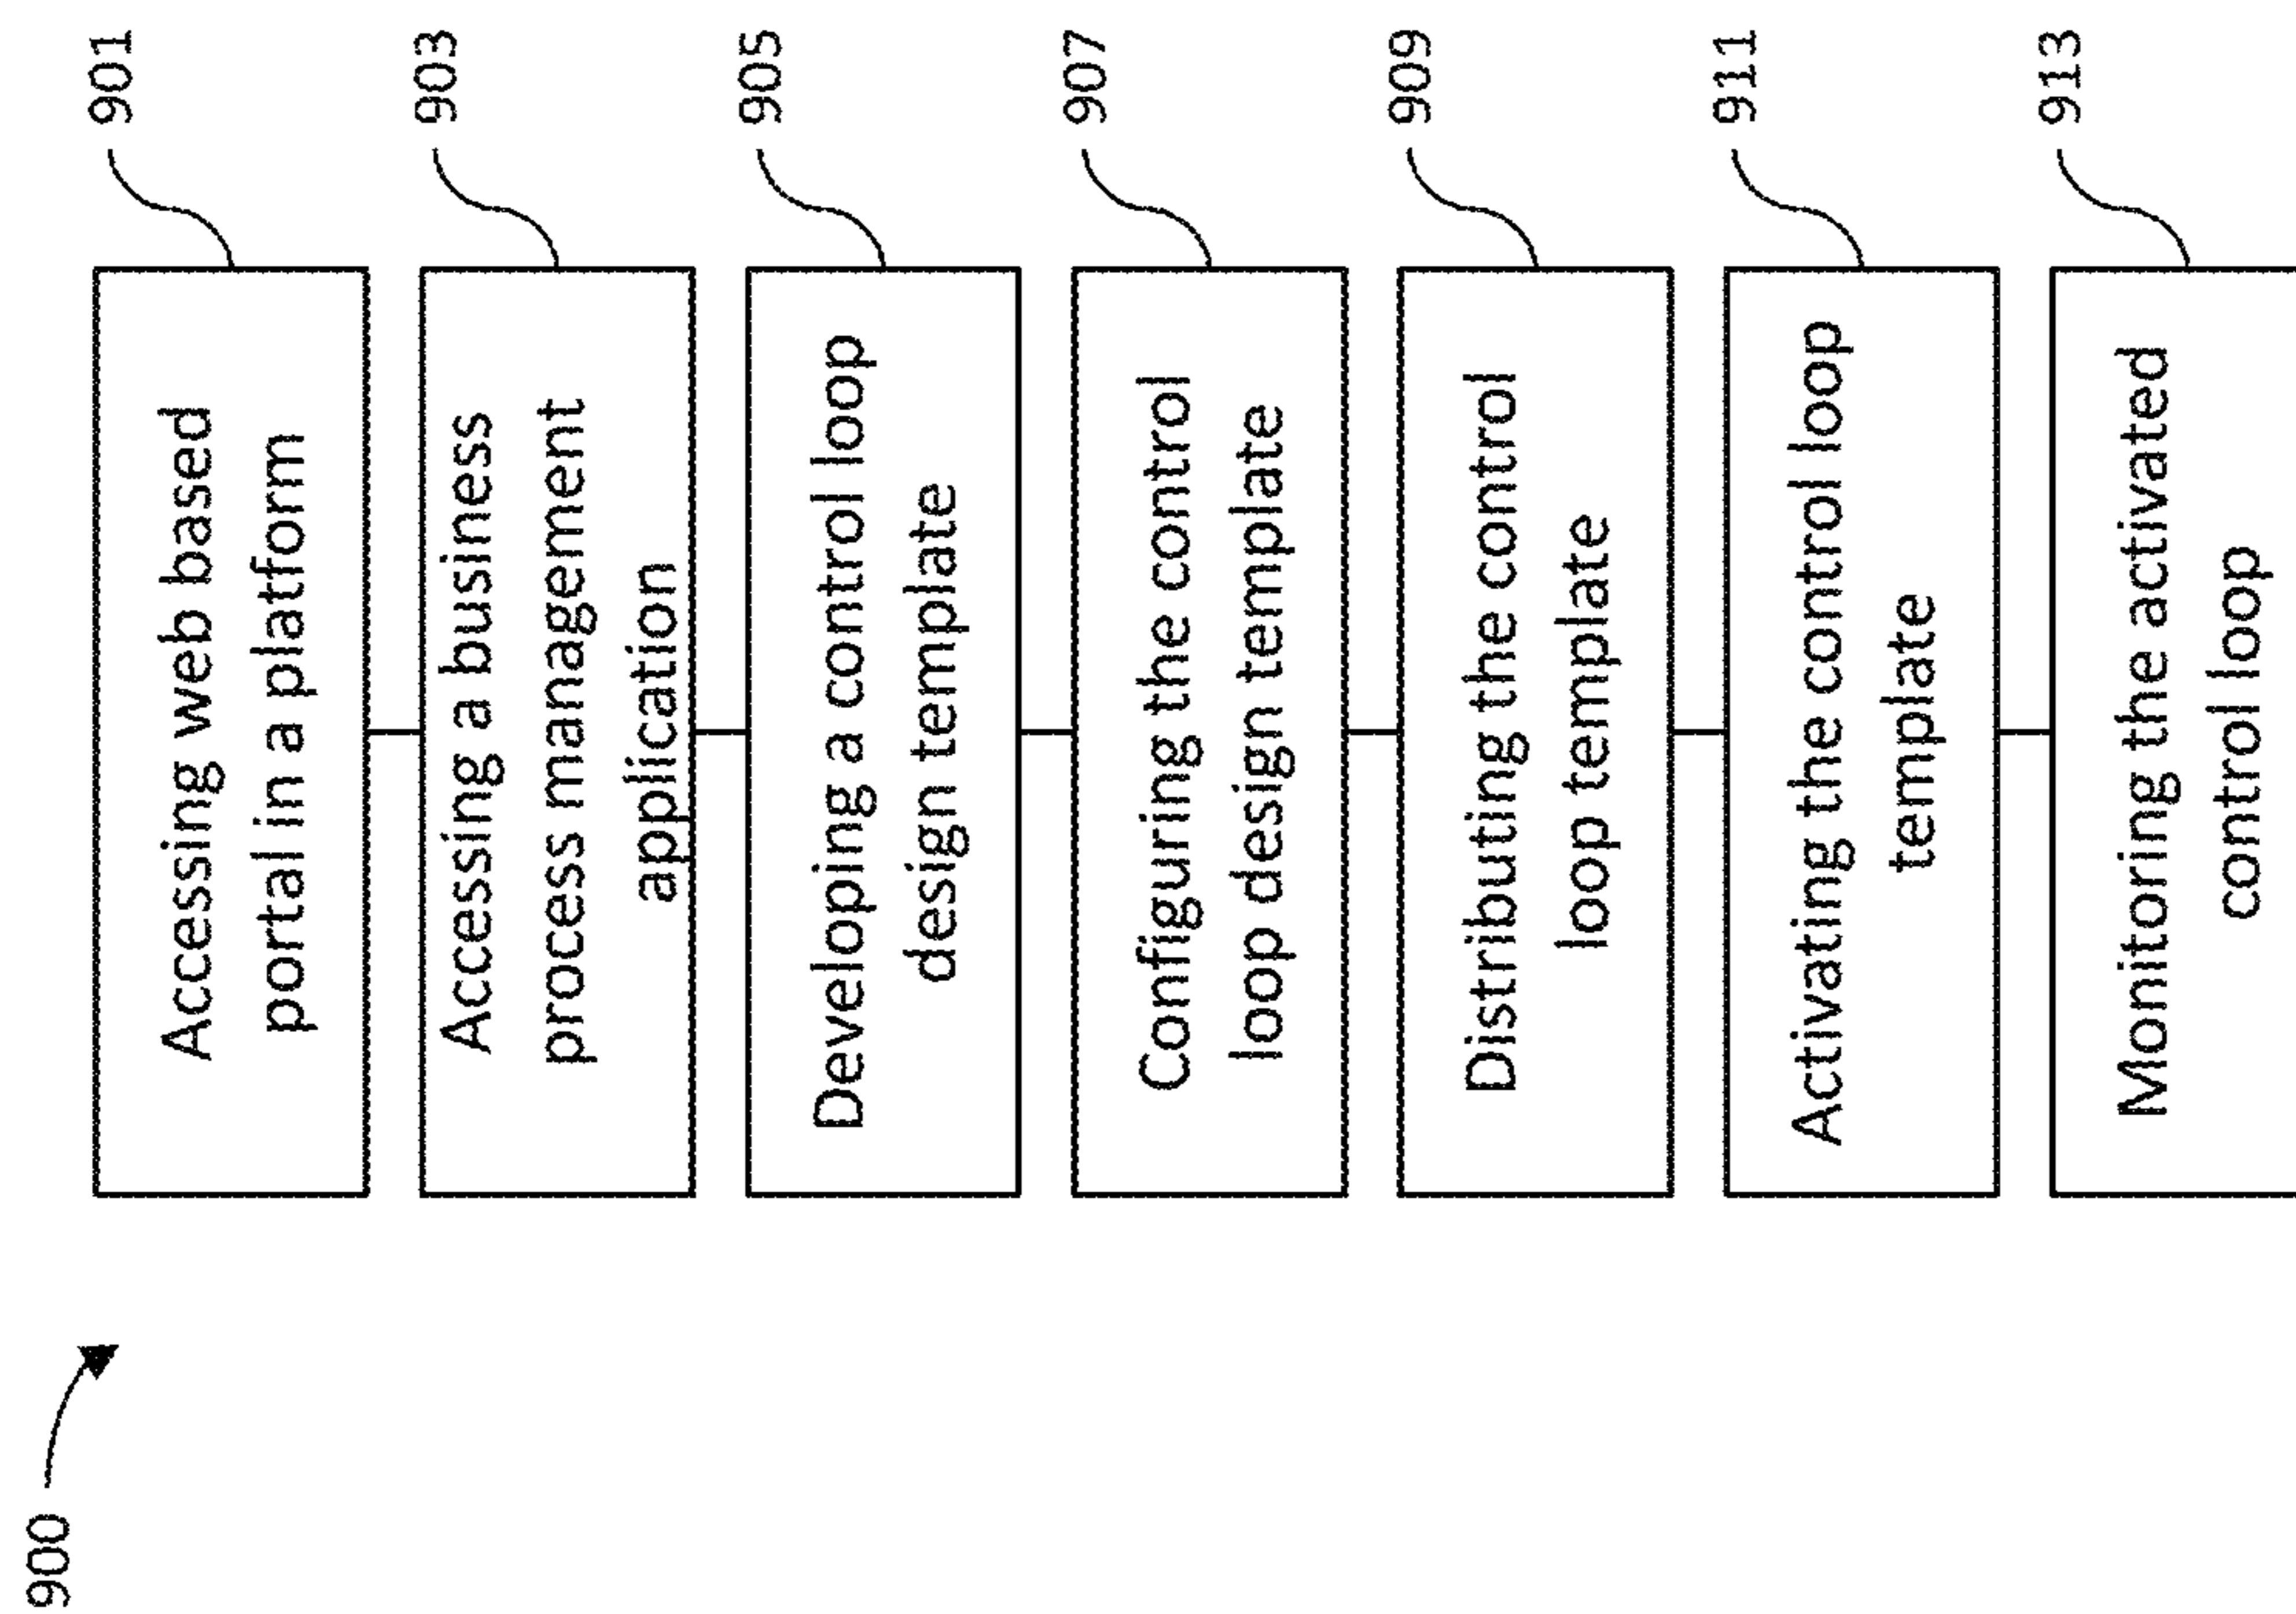 900
Accessing web based
portal in a platform
901
Accessing a business
process management
application
903
Developing a control loop
design template
905
Configuring the control
loop design template
907
Distributing the control
loop template
909
Activating the control loop
template
911
Monitoring the activated
control loop
913